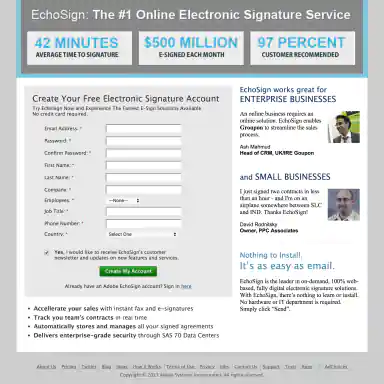 EchoSign: The #1 Online Electronic Signature Service
42 MINUTES
AVERAGE TIME TO SIGNATURE
$500 MILLION
E-SIGNED EACH MONTH
97 PERCENT
CUSTOMER RECOMMENDED
Create Your Free Electronic Signature Account
Try EchoSign Now and Experience The Easiest E-Sign Solutions Available
No credit card required.
Email Address: *
Password: *
Confirm Password: *
First Name: *
Last Name: *
Company: *
Employees: * --None--
Job Title: *
Phone Number: *
Country: * Select One
Yes, I would like to receive EchoSign's customer
newsletter and updates on new features and services.
Create My Account
Already have an Adobe EchoSign account? Sign in here
Accelerate your sales with instant fax and e-signatures
Track you team's contracts in real time
Automatically stores and manages all your signed agreements
Delivers enterprise-grade security through SAS 70 Data Centers
EchoSign works great for
ENTERPRISE BUSINESSES
An online business requires an
online solution. EchoSign enables
Groupon to streamline the sales
process.
Ash Mahmud
Head of CRM, UK/IRE Groupon
and SMALL BUSINESSES
I just signed two contracts in less
than an hour - and I'm on an
airplane somewhere between SLC
and IND. Thanks EchoSign!
David Rodnitzky
Owner, PPC Associates
Nothing to Install.
It's as easy as email.
EchoSign is the leader in on-demand, 100% web-
based, fully digital electronic signature solutions.
With EchoSign, there's nothing to learn or install.
No hardware or IT department is required.
Simply click "Send".
About Us Privacy Partners Blog News How It Works Terms of Use Privacy Jobs Contact Us Support Trust
Copyright © 2011 Adobe Systems Incorporated. All rights reserved.